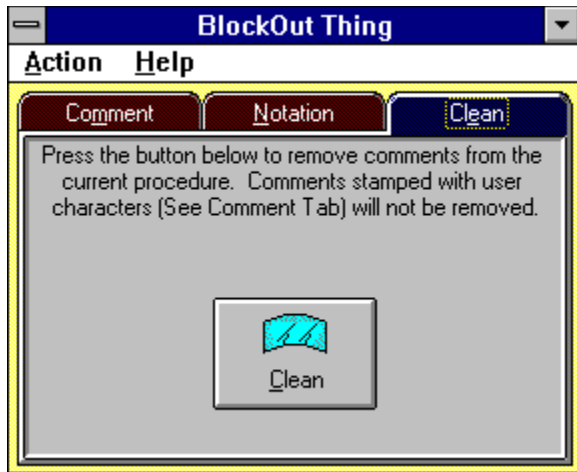 BlockOut Thing
Action Help
Comment Notation Clean
Press the button below to remove comments from the
current procedure.  Comments stamped with user
characters (See Comment Tab) will not be removed.
Clean